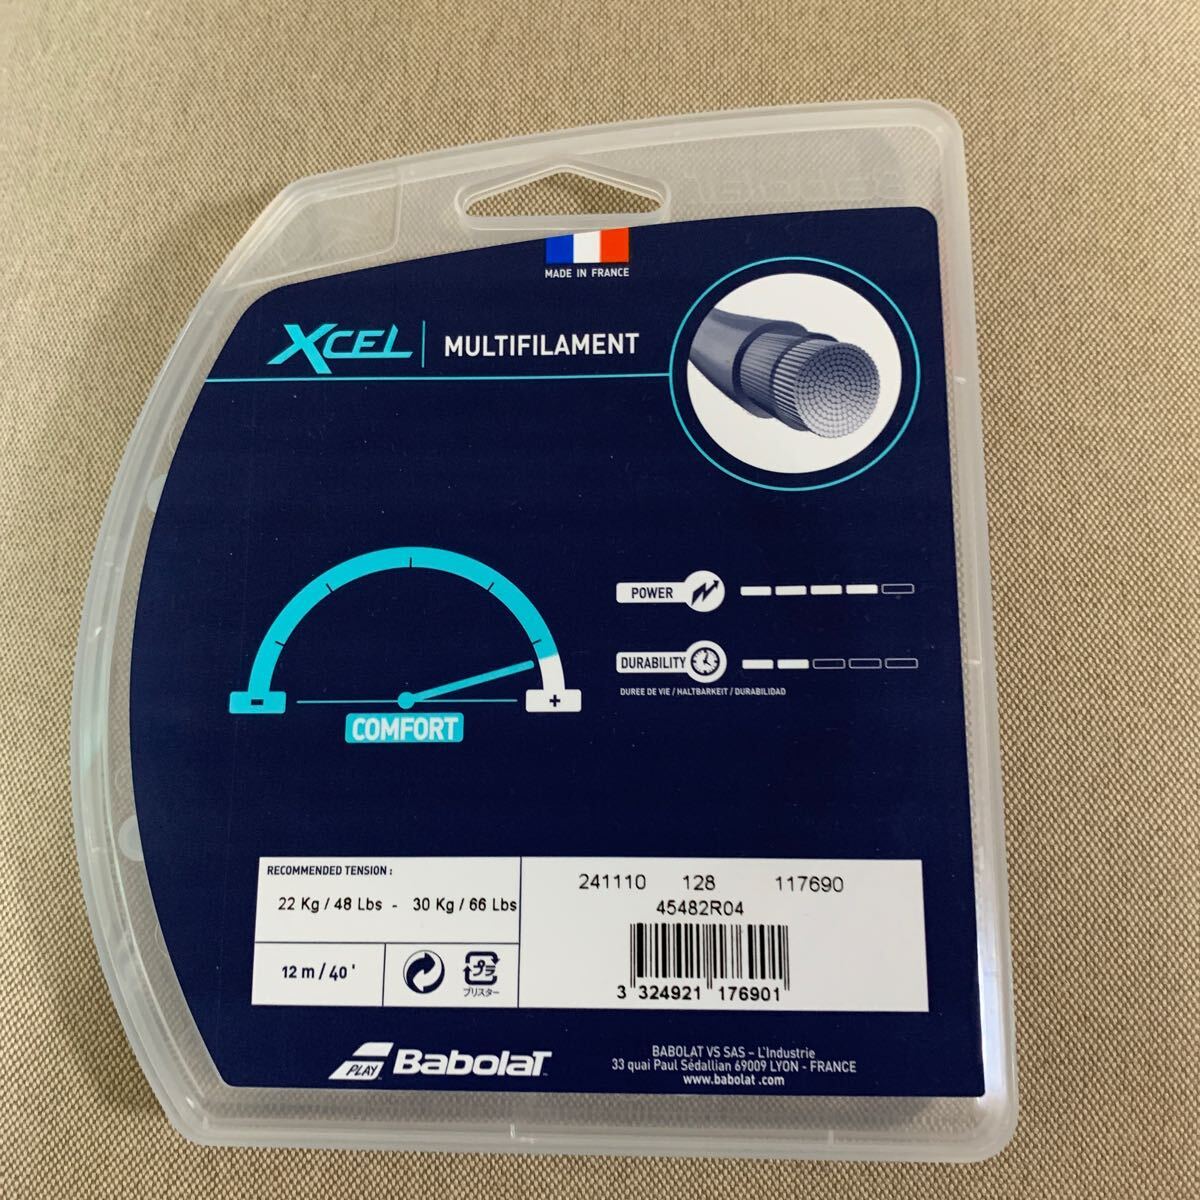 Babolat
MADE IN FRANCE
XCEL MULTIFILAMENT
POWER
DURABILITY
DUREE DE VIE / HALTBARKEIT / DURABILIDAD
- +
COMFORT
RECOMMENDED TENSION :
22 Kg / 48 Lbs - 30 Kg / 66 Lbs
12 m / 40 '
プラ
ブリスター
241110 128 117690
45482R04
3 324921 176901
PLAY Babolat
BABOLAT VS SAS – L'Industrie
33 quai Paul Sédallian 69009 LYON - FRANCE
www.babolat .com